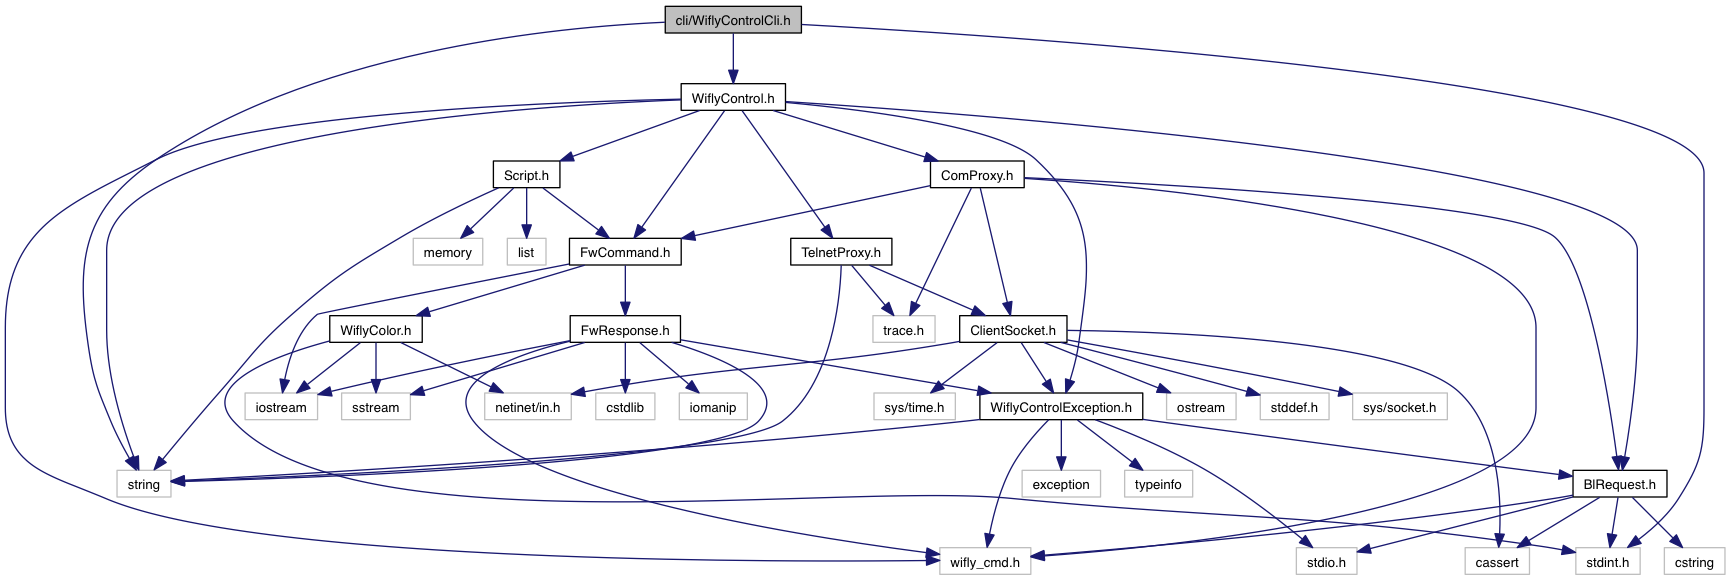 cli/WiflyControlCli.h
WiflyControl.h
Script.h
ComProxy.h
memory
list
FwCommand.h
TelnetProxy.h
WiflyColor.h
FwResponse.h
trace.h
ClientSocket.h
iostream
sstream
netinet/in.h
cstdlib
iomanip
sys/time.h
WiflyControlException.h
ostream
stddef.h
sys/socket.h
string
exception
typeinfo
BlRequest.h
wifly_cmd.h
stdio.h
cassert
stdint.h
cstring